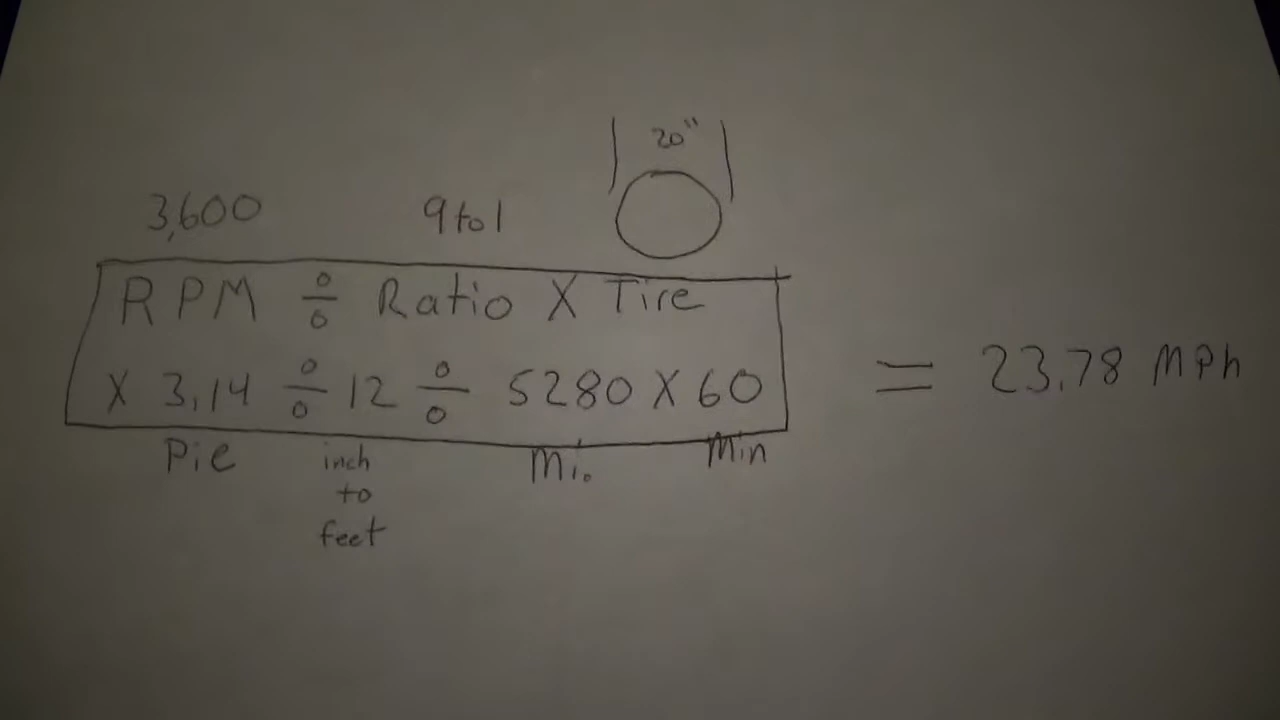 20"
3,600 9 to 1
RPM ÷ Ratio X Tire
X 3.14 ÷ 12 ÷ 5280 X 60 = 23.78 MPh
Pie inch to feet Mi. Min